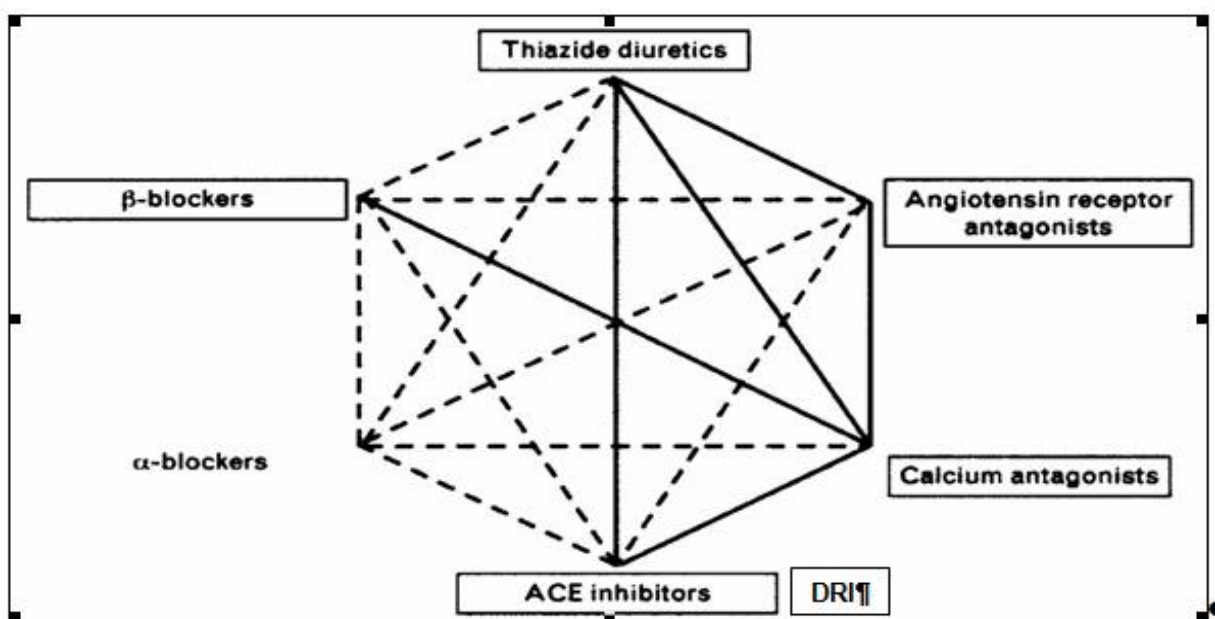 Thiazide diuretics
β-blockers
Angiotensin receptor
antagonists
α-blockers
Calcium antagonists
ACE inhibitors
DRI¶